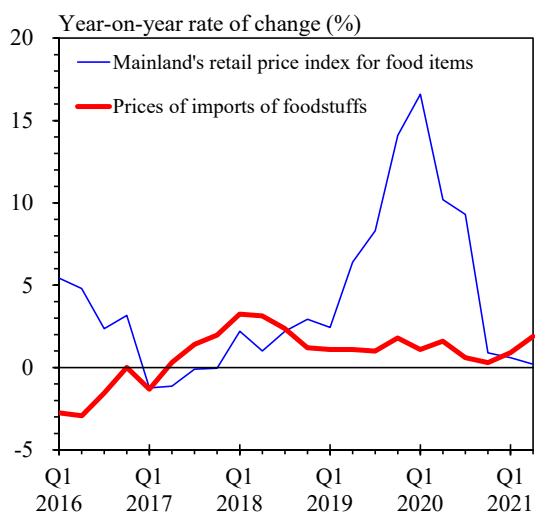 Year-on-year rate of change (%)
20
Mainland's retail price index for food items
Prices of imports of foodstuffs
15
10
5
0
-5
Q1 Q1 Q1 Q1 Q1 Q1
2016 2017 2018 2019 2020 2021